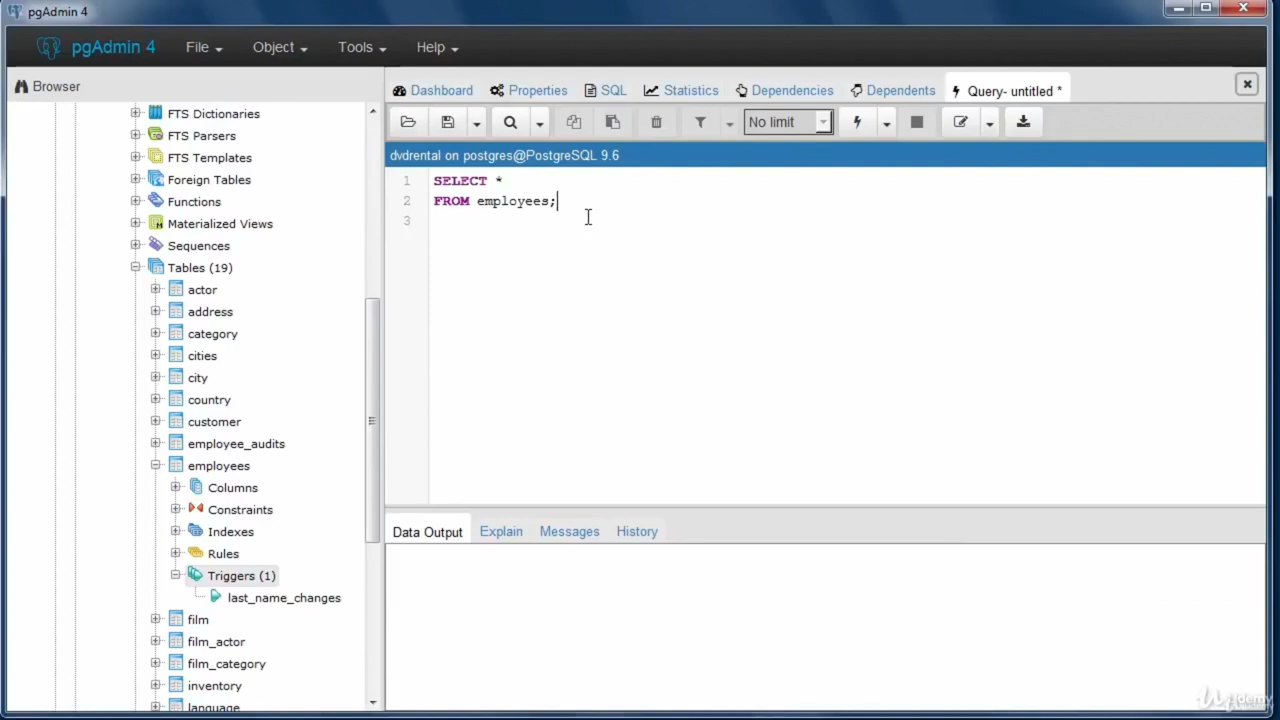 pgAdmin 4
pgAdmin 4 File Object Tools Help
Browser
Dashboard Properties SQL Statistics Dependencies Dependents Query- untitled *
No limit
dvdrental on postgres@PostgreSQL 9.6
1 SELECT *
2 FROM employees;
3
FTS Dictionaries
FTS Parsers
FTS Templates
Foreign Tables
Functions
Materialized Views
Sequences
Tables (19)
actor
address
category
cities
city
country
customer
employee_audits
employees
Columns
Constraints
Indexes
Rules
Triggers (1)
last_name_changes
film
film_actor
film_category
inventory
language
Data Output Explain Messages History
Udemy